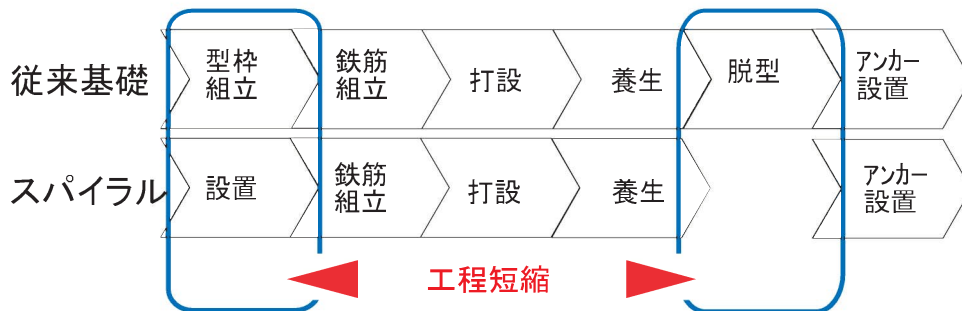 従来基礎
型枠
組立
鉄筋
組立
打設
養生
脱型
アンカー
設置
スパイラル
設置
鉄筋
組立
打設
養生
アンカー
設置
工程短縮